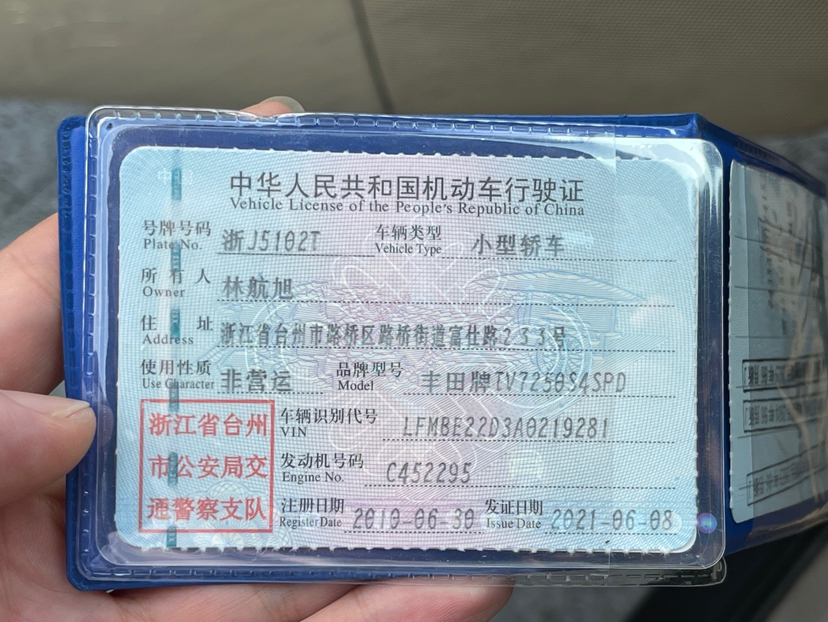 中华人民共和国机动车行驶证
Vehicle License of the People's Republic of China
号牌号码 浙J5102T 车辆类型 小型轿车
Plate No. Vehicle Type
所有人 林航旭
Owner
住址 浙江省台州市路桥区路桥街道富仕路233号
Address
使用性质 非营运 品牌型号 丰田牌TV7250S4SPD
Use Character Model
浙江省台州
市公安局交
通警察支队
车辆识别代号 LFMBE22D3A0219281
VIN
发动机号码 C452295
Engine No.
注册日期 2010-06-30 发证日期 2021-06-08
Register Date Issue Date